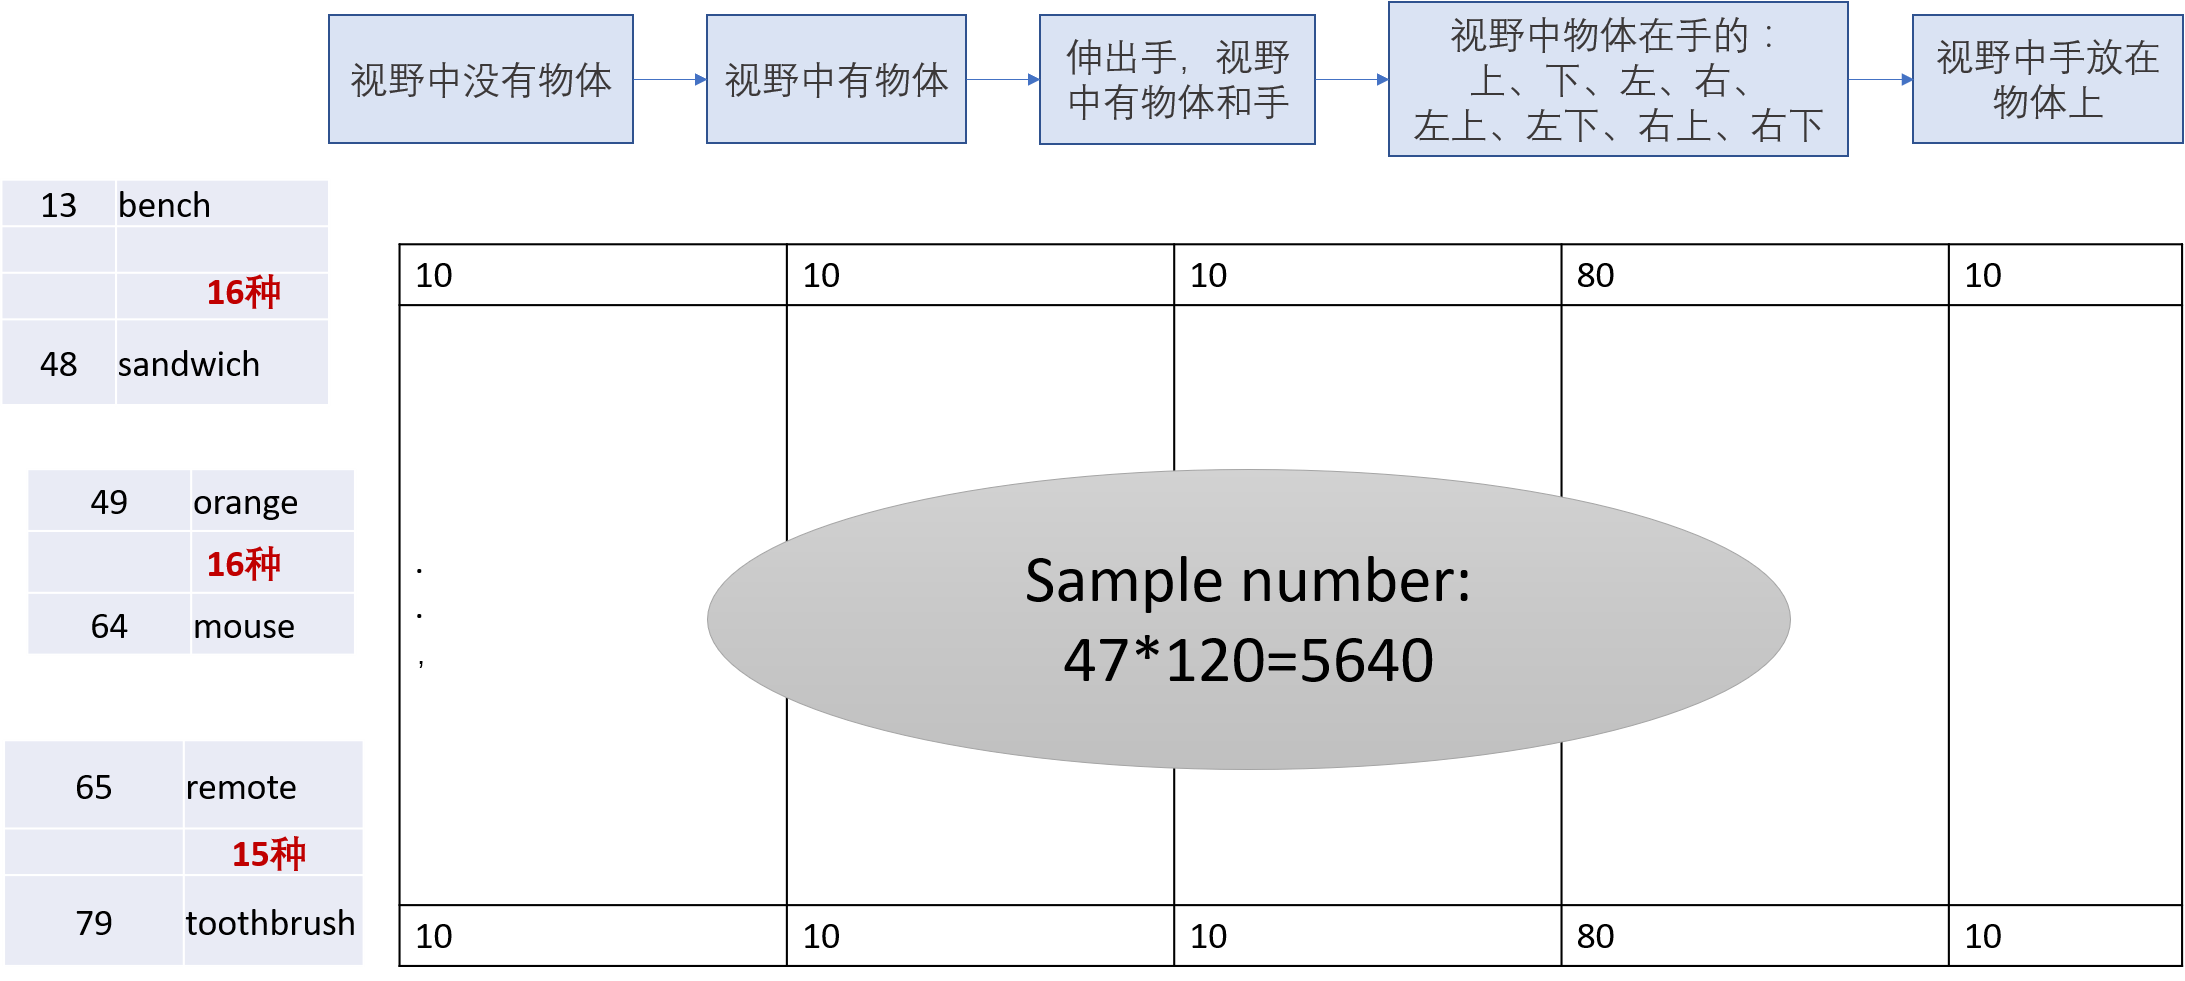 视野中没有物体
视野中有物体
伸出手，视野
中有物体和手
视野中物体在手的：
上、下、左、右、
左上、左下、右上、右下
视野中手放在
物体上
13 bench
16种
48 sandwich
49 orange
16种
64 mouse
65 remote
15种
79 toothbrush
10 10 10 80 10
.
.
,
Sample number:
47*120=5640
10 10 10 80 10